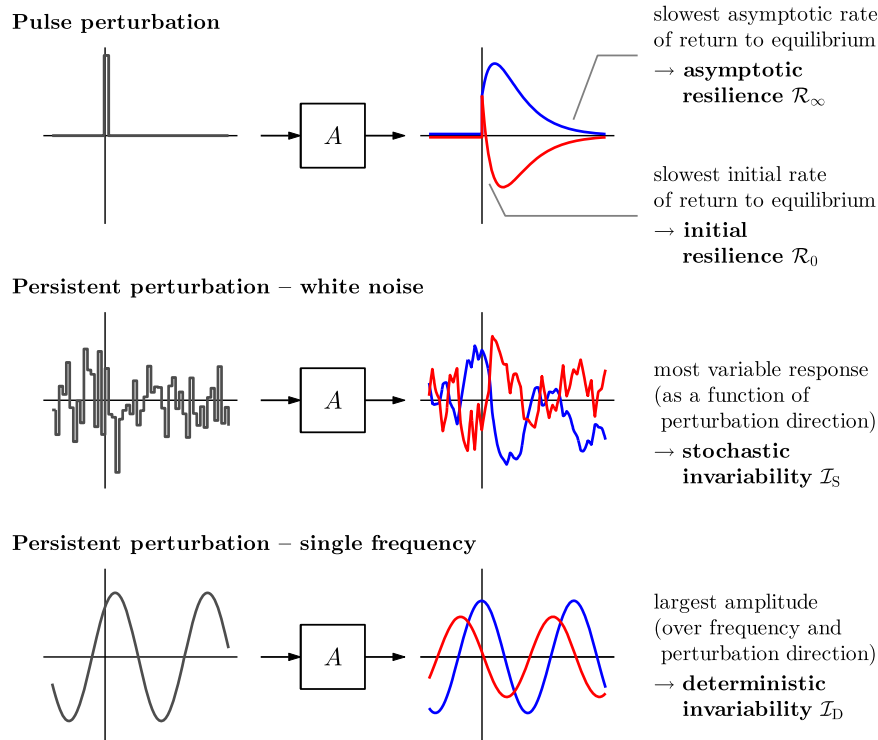 Pulse perturbation
A
slowest asymptotic rate
of return to equilibrium
→ asymptotic
resilience ℛ∞
slowest initial rate
of return to equilibrium
→ initial
resilience ℛ₀
Persistent perturbation – white noise
A
most variable response
(as a function of
perturbation direction)
→ stochastic
invariability ℐS
Persistent perturbation – single frequency
A
largest amplitude
(over frequency and
perturbation direction)
→ deterministic
invariability ℐD